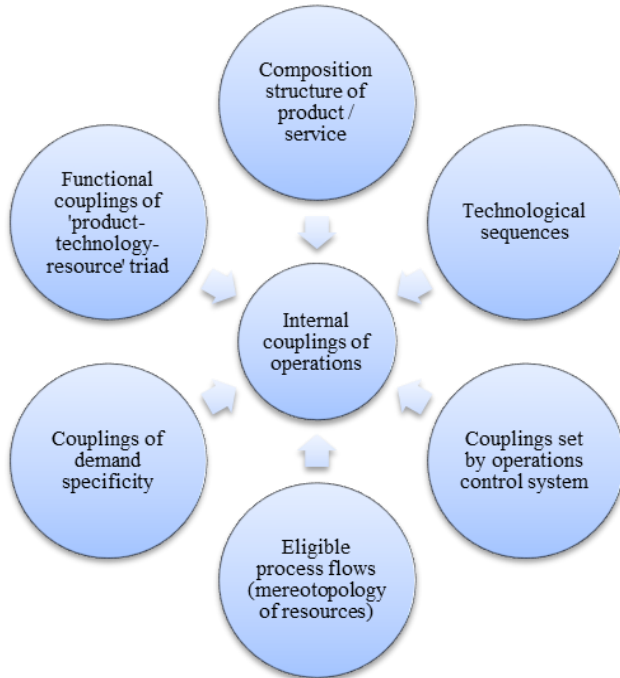 Composition
structure of
product /
service
Functional
couplings of
'product-
technology-
resource' triad
Technological
sequences
Internal
couplings of
operations
Couplings of
demand
specificity
Couplings set
by operations
control system
Eligible
process flows
(mereotopology
of resources)